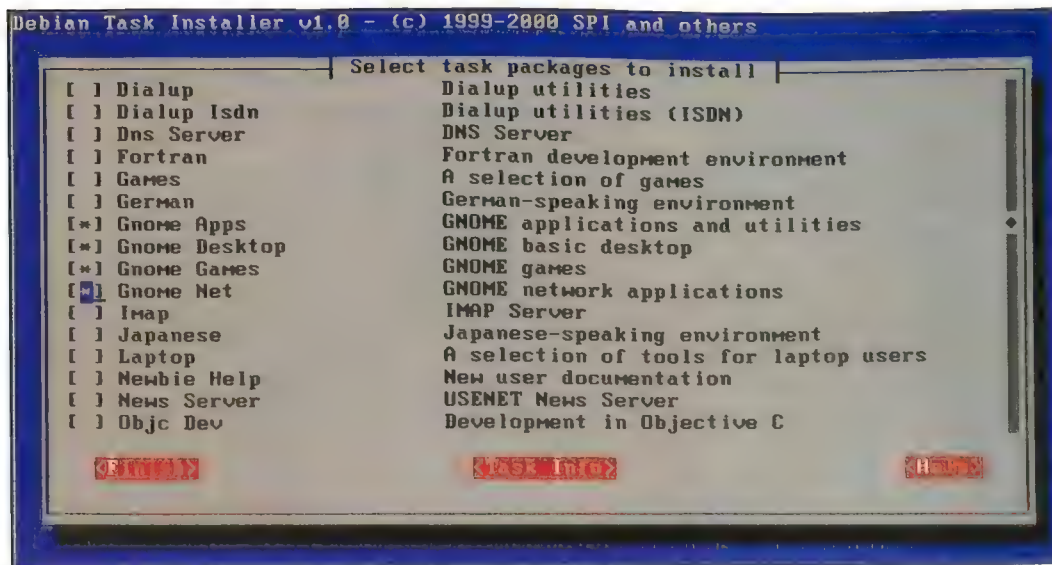 Debian Task Installer v1.0 - (c) 1999-2000 SPI and others
Select task packages to install
[ ] Dialup Dialup utilities
[ ] Dialup Isdn Dialup utilities (ISDN)
[ ] Dns Server DNS Server
[ ] Fortran Fortran development environment
[ ] Games A selection of games
[ ] German German-speaking environment
[*] Gnome Apps GNOME applications and utilities
[*] Gnome Desktop GNOME basic desktop
[*] Gnome Games GNOME games
[*] Gnome Net GNOME network applications
[ ] Imap IMAP Server
[ ] Japanese Japanese-speaking environment
[ ] Laptop A selection of tools for laptop users
[ ] Newbie Help New user documentation
[ ] News Server USENET News Server
[ ] Objc Dev Development in Objective C
<Finish> <Task Info> <Help>